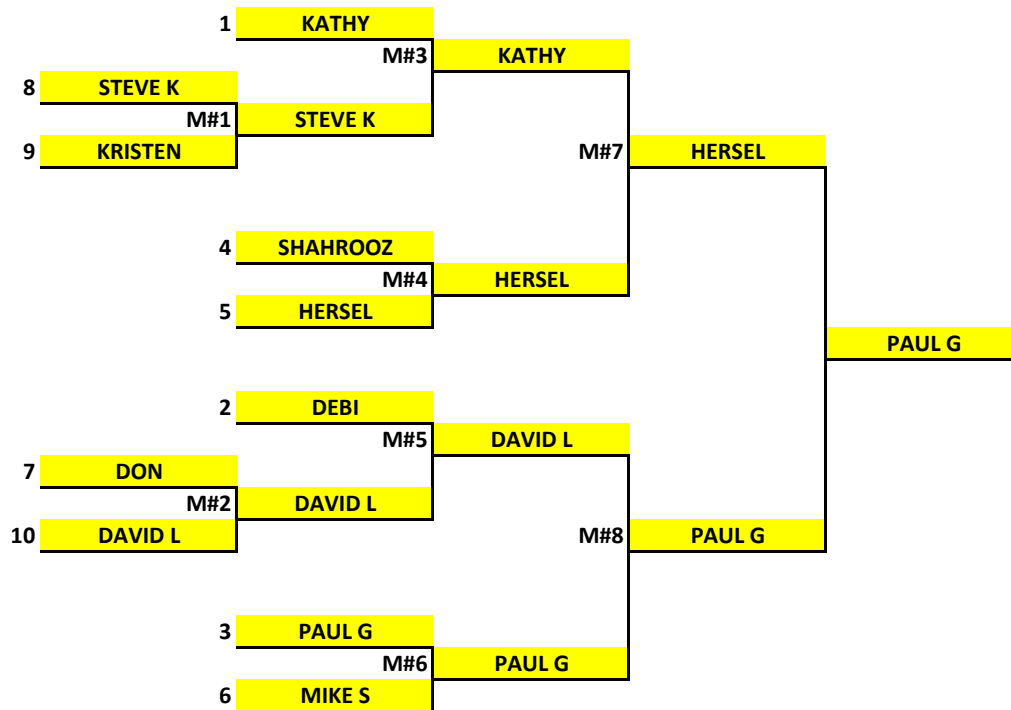 1 KATHY
M#3 KATHY
8 STEVE K
M#1 STEVE K
9 KRISTEN
M#7 HERSEL
4 SHAHROOZ
M#4 HERSEL
5 HERSEL
PAUL G
2 DEBI
M#5 DAVID L
7 DON
M#2 DAVID L
10 DAVID L
M#8 PAUL G
3 PAUL G
M#6 PAUL G
6 MIKE S